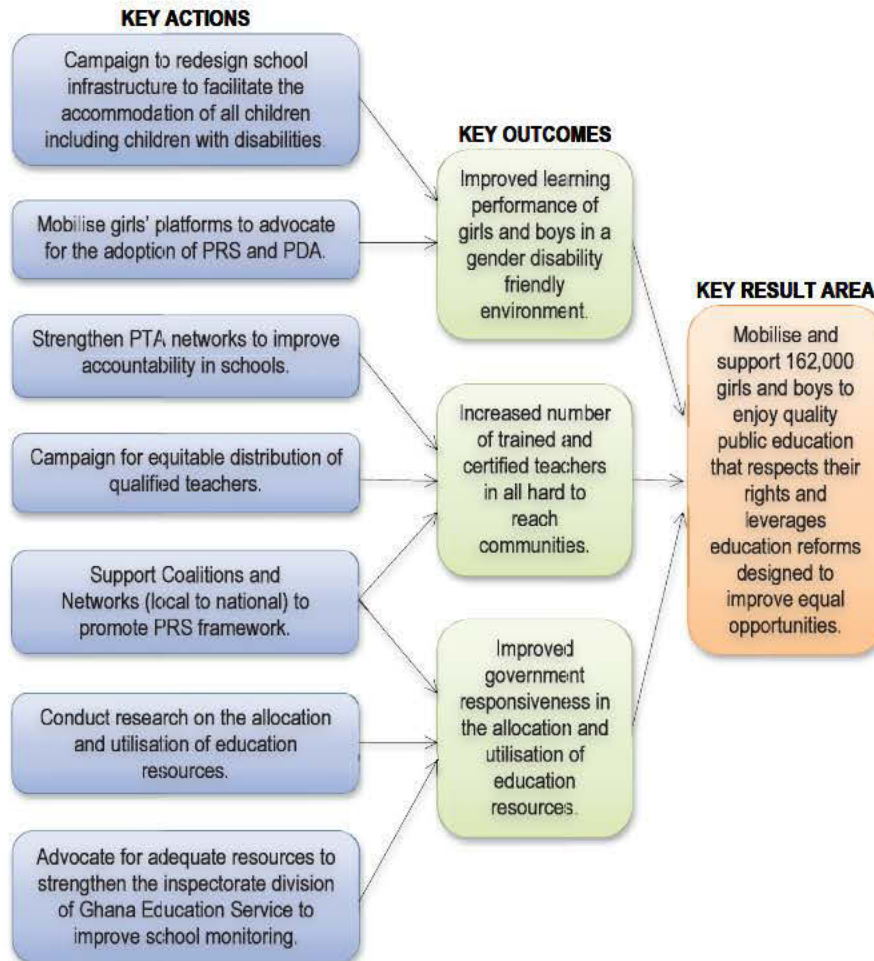 KEY ACTIONS
Campaign to redesign school
infrastructure to facilitate the
accommodation of all children
including children with disabilities.
Mobilise girls' platforms to advocate
for the adoption of PRS and PDA.
Strengthen PTA networks to improve
accountability in schools.
Campaign for equitable distribution of
qualified teachers.
Support Coalitions and
Networks (local to national) to
promote PRS framework.
Conduct research on the allocation
and utilisation of education
resources.
Advocate for adequate resources to
strengthen the inspectorate division
of Ghana Education Service to
improve school monitoring.
KEY OUTCOMES
Improved learning
performance of
girls and boys in a
gender disability
friendly
environment.
Increased number
of trained and
certified teachers
in all hard to
reach
communities.
Improved
government
responsiveness in
the allocation and
utilisation of
education
resources.
KEY RESULT AREA
Mobilise and
support 162,000
girls and boys to
enjoy quality
public education
that respects their
rights and
leverages
education reforms
designed to
improve equal
opportunities.